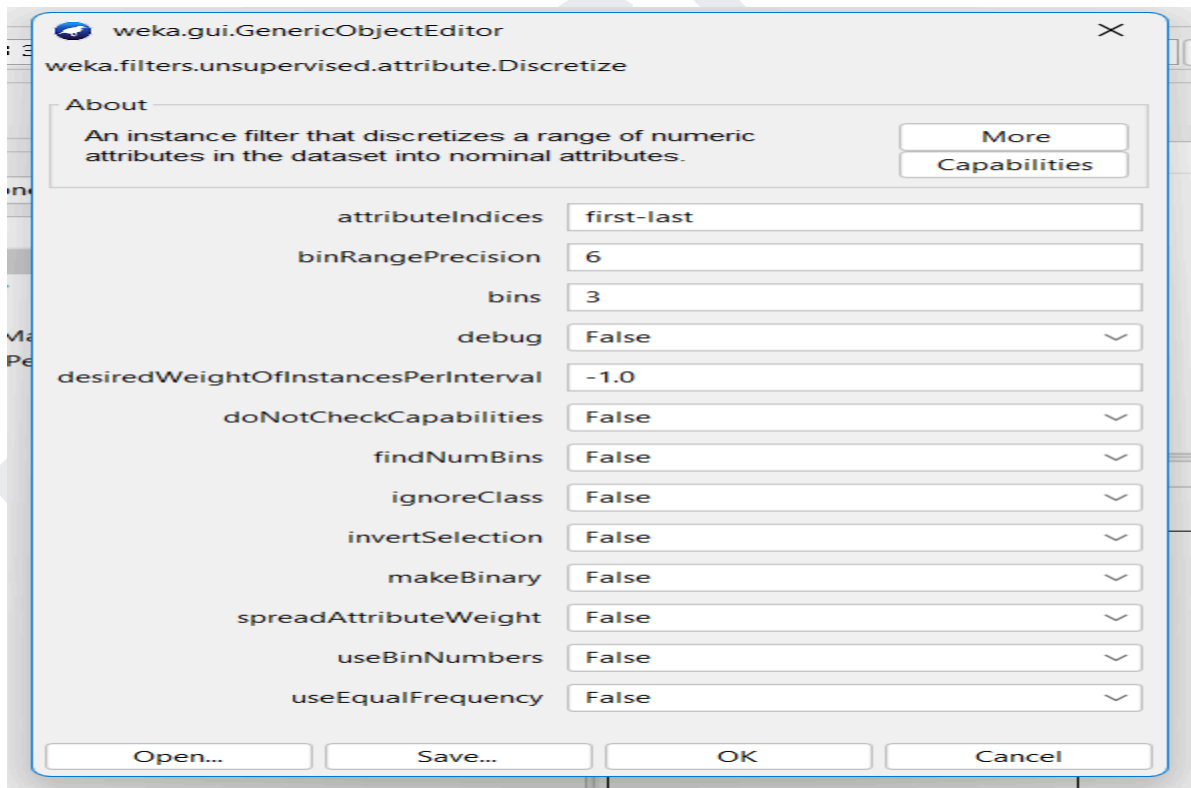 weka.gui.GenericObjectEditor
weka.filters.unsupervised.attribute.Discretize
About
An instance filter that discretizes a range of numeric
attributes in the dataset into nominal attributes.
More
Capabilities
attributeIndices first-last
binRangePrecision 6
bins 3
debug False
desiredWeightOfInstancesPerInterval -1.0
doNotCheckCapabilities False
findNumBins False
ignoreClass False
invertSelection False
makeBinary False
spreadAttributeWeight False
useBinNumbers False
useEqualFrequency False
Open... Save... OK Cancel